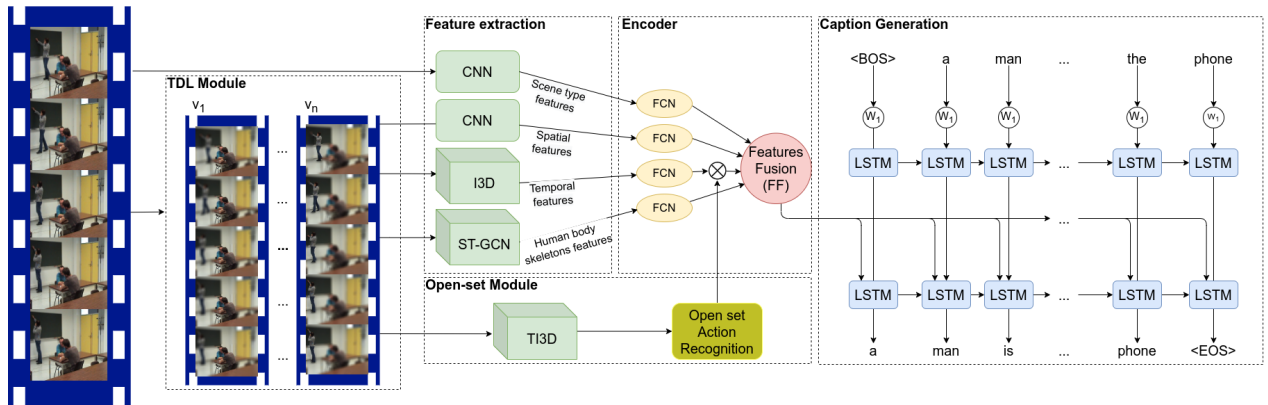 Feature extraction
Encoder
Caption Generation
TDL Module
v1
vn
...
...
...
CNN
Scene type
features
CNN
Spatial
features
I3D
Temporal
features
ST-GCN
Human body
skeletons features
FCN
FCN
FCN
FCN
Features
Fusion
(FF)
Open-set Module
TI3D
Open set
Action
Recognition
<BOS> a man ... the phone
W1 W1 W1 W1 W1
LSTM LSTM LSTM ... LSTM LSTM
...
LSTM LSTM LSTM ... LSTM LSTM
a man is ... phone <EOS>